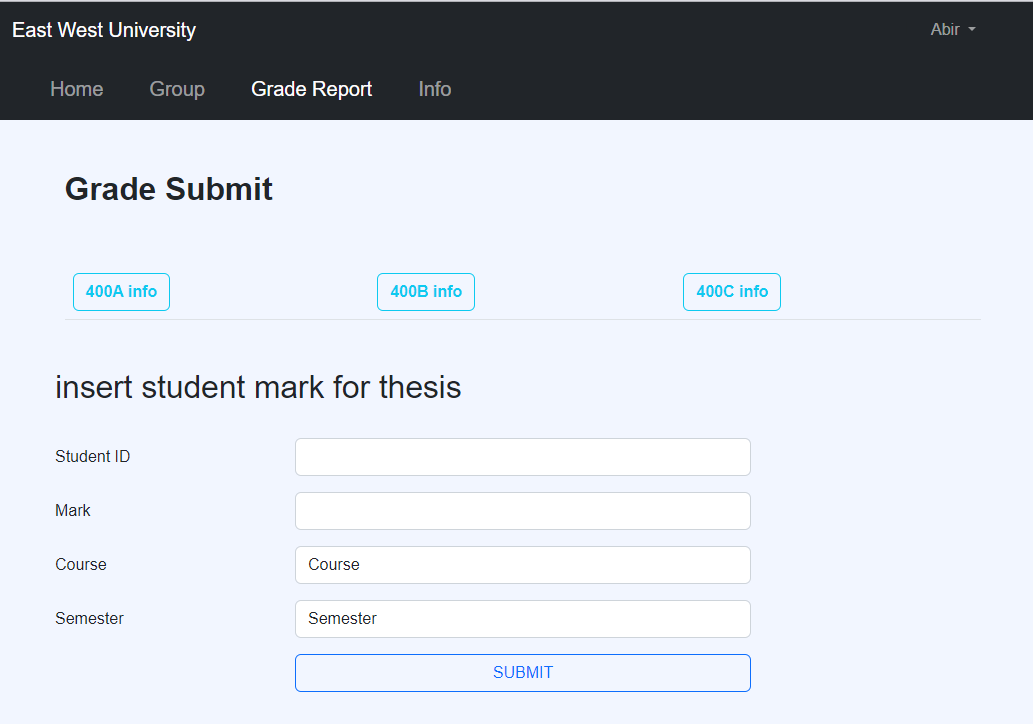 East West University
Abir
Home Group Grade Report Info
Grade Submit
400A info 400B info 400C info
insert student mark for thesis
Student ID
Mark
Course Course
Semester Semester
SUBMIT